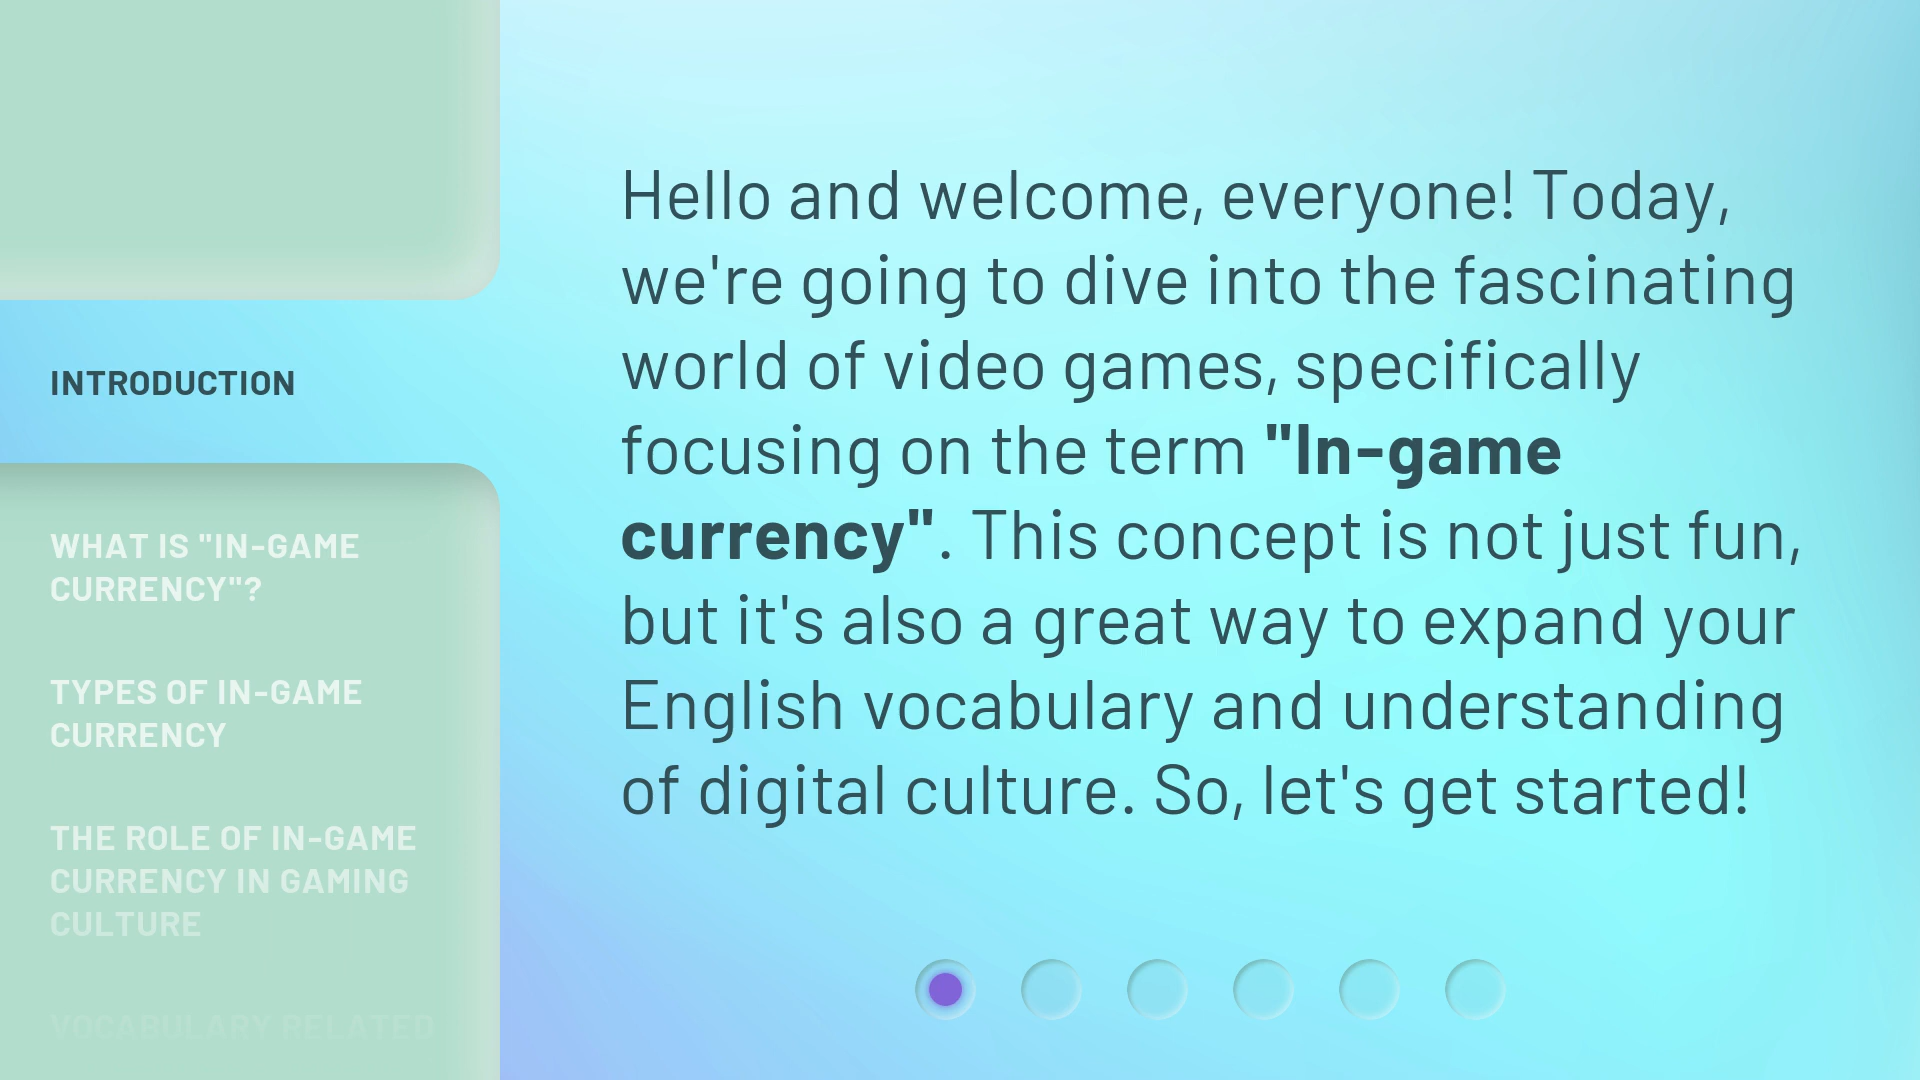 INTRODUCTION
WHAT IS "IN-GAME
CURRENCY"?
TYPES OF IN-GAME
CURRENCY
THE ROLE OF IN-GAME
CURRENCY IN GAMING
CULTURE
VOCABULARY RELATED
Hello and welcome, everyone! Today,
we're going to dive into the fascinating
world of video games, specifically
focusing on the term "In-game
currency". This concept is not just fun,
but it's also a great way to expand your
English vocabulary and understanding
of digital culture. So, let's get started!